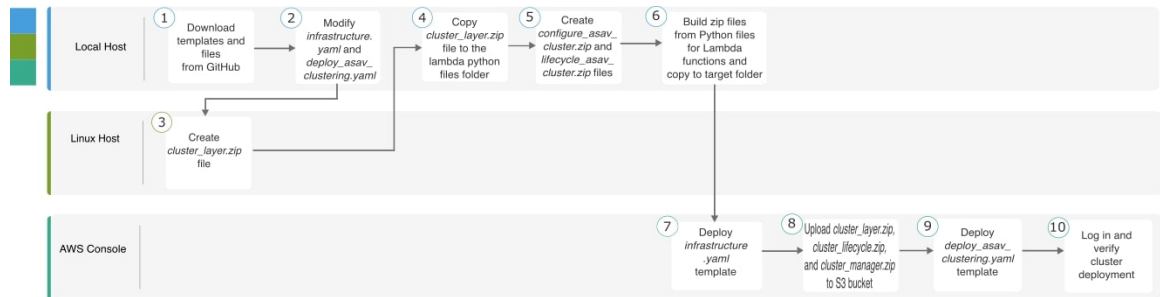 Local Host
1
Download
templates and
files
from GitHub
2
Modify
infrastructure.
yaml and
deploy_asav_
clustering.yaml
4
Copy
cluster_layer.zip
file to the
lambda python
files folder
5
Create
configure_asav_
cluster.zip and
lifecycle_asav_
cluster.zip files
6
Build zip files
from Python files
for Lambda
functions and
copy to target folder
Linux Host
3
Create
cluster_layer.zip
file
AWS Console
7
Deploy
infrastructure
.yaml
template
8
Upload cluster_layer.zip,
cluster_lifecycle.zip,
and cluster_manager.zip
to S3 bucket
9
Deploy
deploy_asav_
clustering.yaml
template
10
Log in and
verify
cluster
deployment